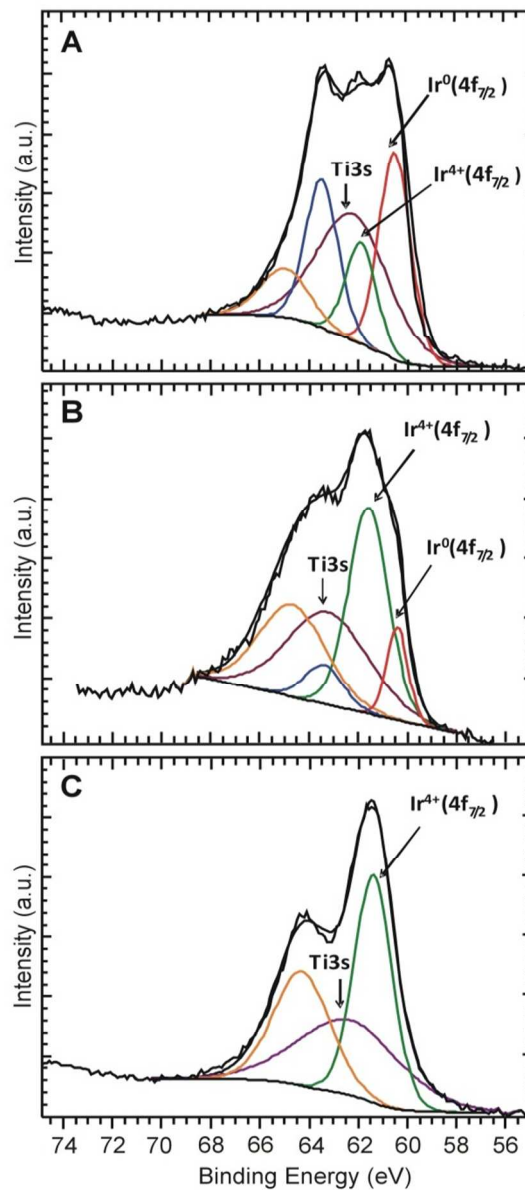 A
Ir⁰(4f₇/₂)
Ti3s
Ir⁴⁺(4f₇/₂)
Intensity (a.u.)
B
Ir⁴⁺(4f₇/₂)
Ir⁰(4f₇/₂)
Ti3s
Intensity (a.u.)
C
Ir⁴⁺(4f₇/₂)
Ti3s
Intensity (a.u.)
74 72 70 68 66 64 62 60 58 56
Binding Energy (eV)